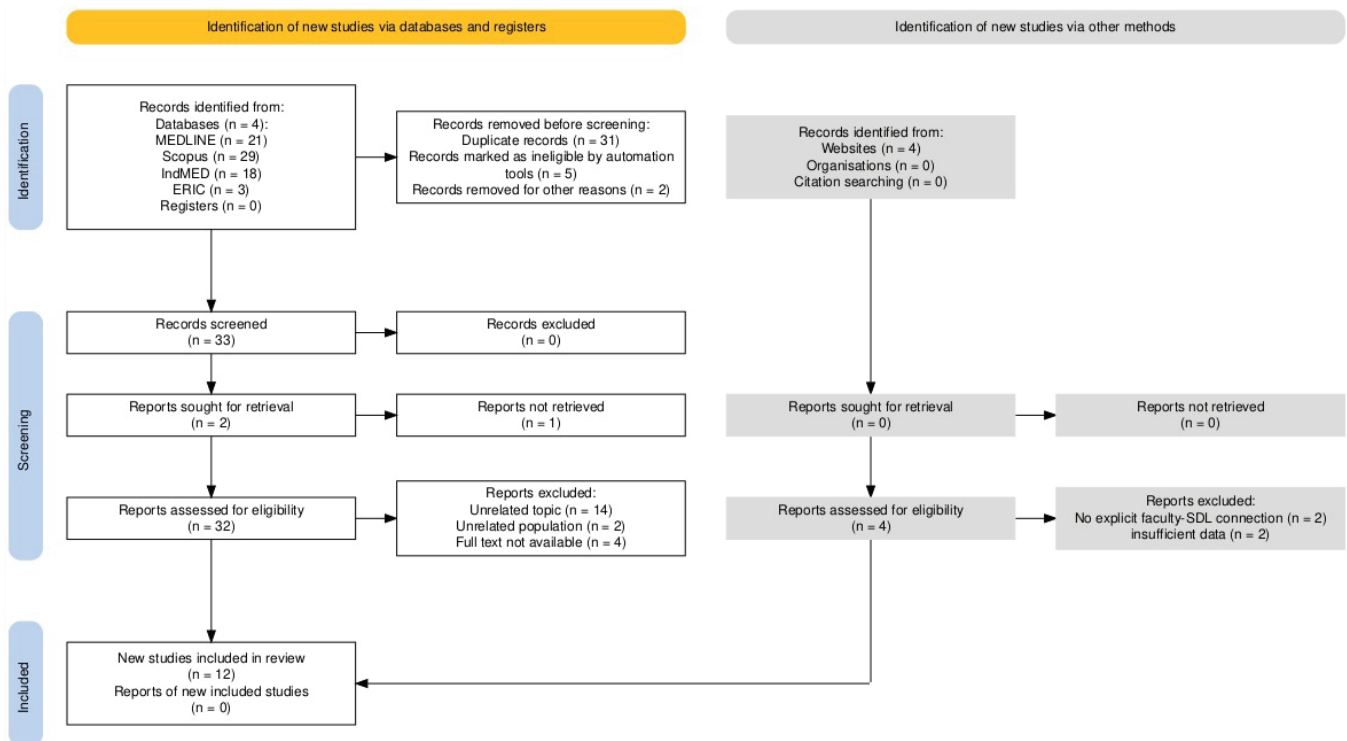 Identification of new studies via databases and registers
Identification of new studies via other methods
Identification
Records identified from:
Databases (n = 4):
MEDLINE (n = 21)
Scopus (n = 29)
IndMED (n = 18)
ERIC (n = 3)
Registers (n = 0)
Records removed before screening:
Duplicate records (n = 31)
Records marked as ineligible by automation
tools (n = 5)
Records removed for other reasons (n = 2)
Records identified from:
Websites (n = 4)
Organisations (n = 0)
Citation searching (n = 0)
Screening
Records screened
(n = 33)
Records excluded
(n = 0)
Reports sought for retrieval
(n = 2)
Reports not retrieved
(n = 1)
Reports sought for retrieval
(n = 0)
Reports not retrieved
(n = 0)
Reports assessed for eligibility
(n = 32)
Reports excluded:
Unrelated topic (n = 14)
Unrelated population (n = 2)
Full text not available (n = 4)
Reports assessed for eligibility
(n = 4)
Reports excluded:
No explicit faculty-SDL connection (n = 2)
insufficient data (n = 2)
Included
New studies included in review
(n = 12)
Reports of new included studies
(n = 0)